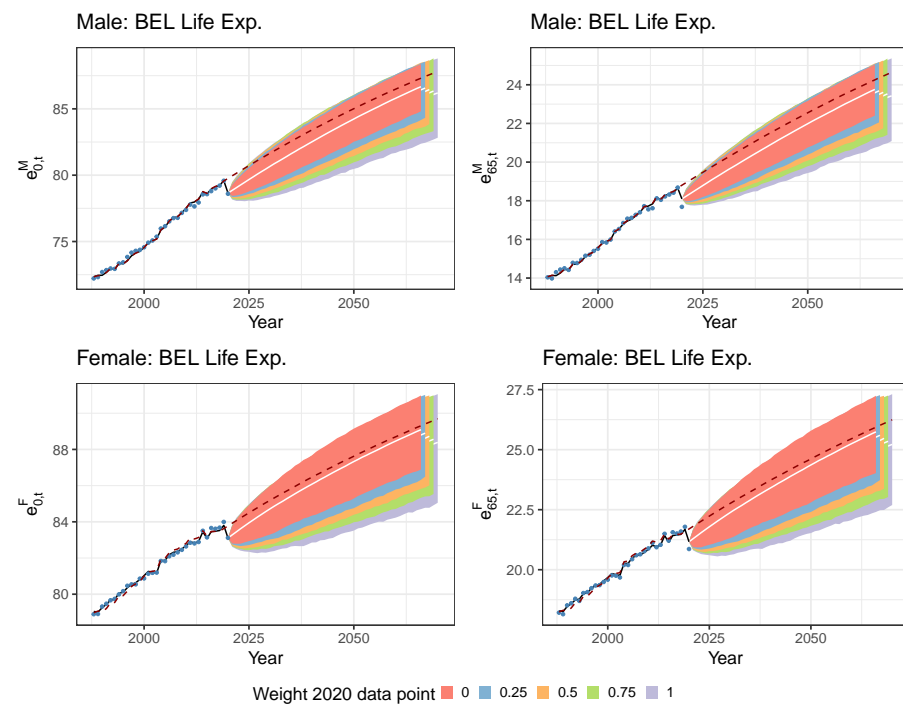 Male: BEL Life Exp.
Male: BEL Life Exp.
85
80
75
e^M_0,t
2000
2025
2050
Year
24
22
20
18
16
14
e^M_65,t
2000
2025
2050
Year
Female: BEL Life Exp.
Female: BEL Life Exp.
88
84
80
e^F_0,t
2000
2025
2050
Year
27.5
25.0
22.5
20.0
e^F_65,t
2000
2025
2050
Year
Weight 2020 data point 0 0.25 0.5 0.75 1